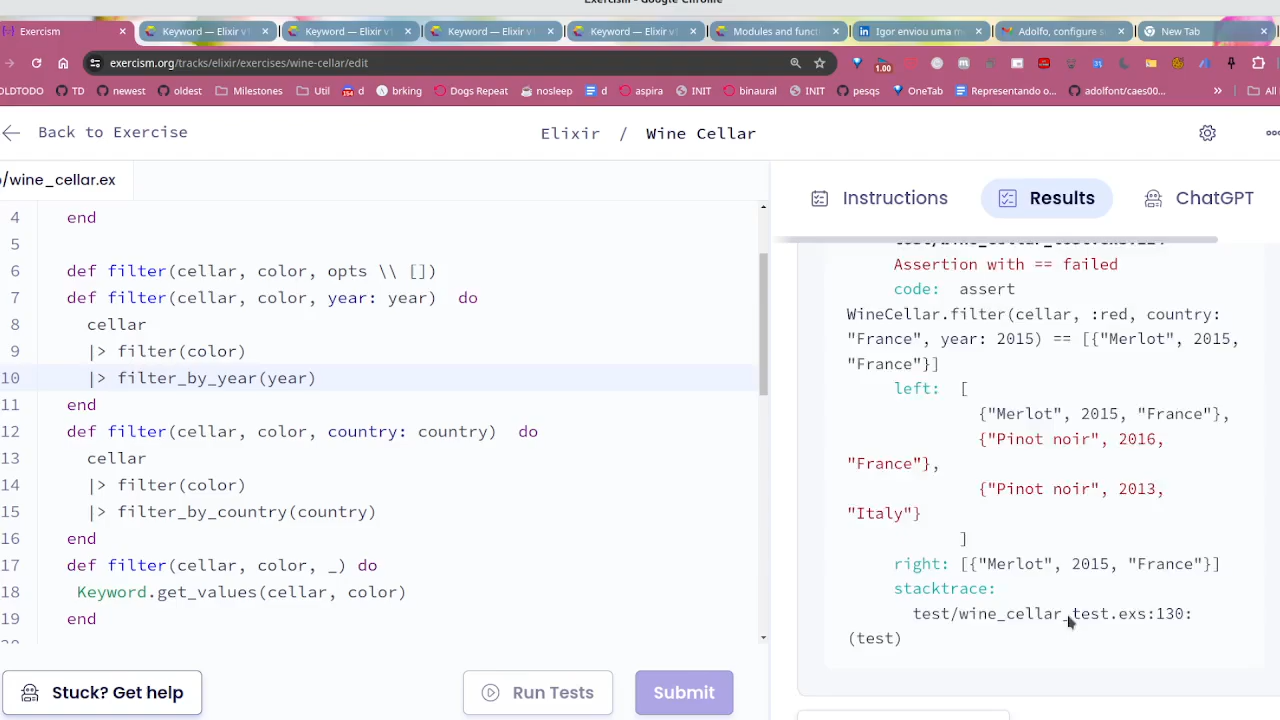 Exercism - Google Chrome
Exercism
Keyword — Elixir v1
Keyword — Elixir v
Keyword — Elixir v1
Keyword — Elixir v1
Modules and funct
Igor enviou uma m
Adolfo, configure s
New Tab
exercism.org/tracks/elixir/exercises/wine-cellar/edit
1.00
OLDTODO
TD
newest
oldest
Milestones
Util
d
brking
Dogs Repeat
nosleep
d
aspira
INIT
binaural
INIT
pesqs
OneTab
Representando o...
adolfont/caes00...
»
All
Back to Exercise
Elixir / Wine Cellar
/wine_cellar.ex
Instructions
Results
ChatGPT
4 end
5
6 def filter(cellar, color, opts \\ [])
7 def filter(cellar, color, year: year)  do
8 cellar
9 |> filter(color)
10 |> filter_by_year(year)
11 end
12 def filter(cellar, color, country: country)  do
13 cellar
14 |> filter(color)
15 |> filter_by_country(country)
16 end
17 def filter(cellar, color, _) do
18 Keyword.get_values(cellar, color)
19 end
Assertion with == failed
code:  assert
WineCellar.filter(cellar, :red, country:
"France", year: 2015) == [{"Merlot", 2015,
"France"}]
left:  [
{"Merlot", 2015, "France"},
{"Pinot noir", 2016,
"France"},
{"Pinot noir", 2013,
"Italy"}
]
right: [{"Merlot", 2015, "France"}]
stacktrace:
test/wine_cellar_test.exs:130:
(test)
Stuck? Get help
Run Tests
Submit